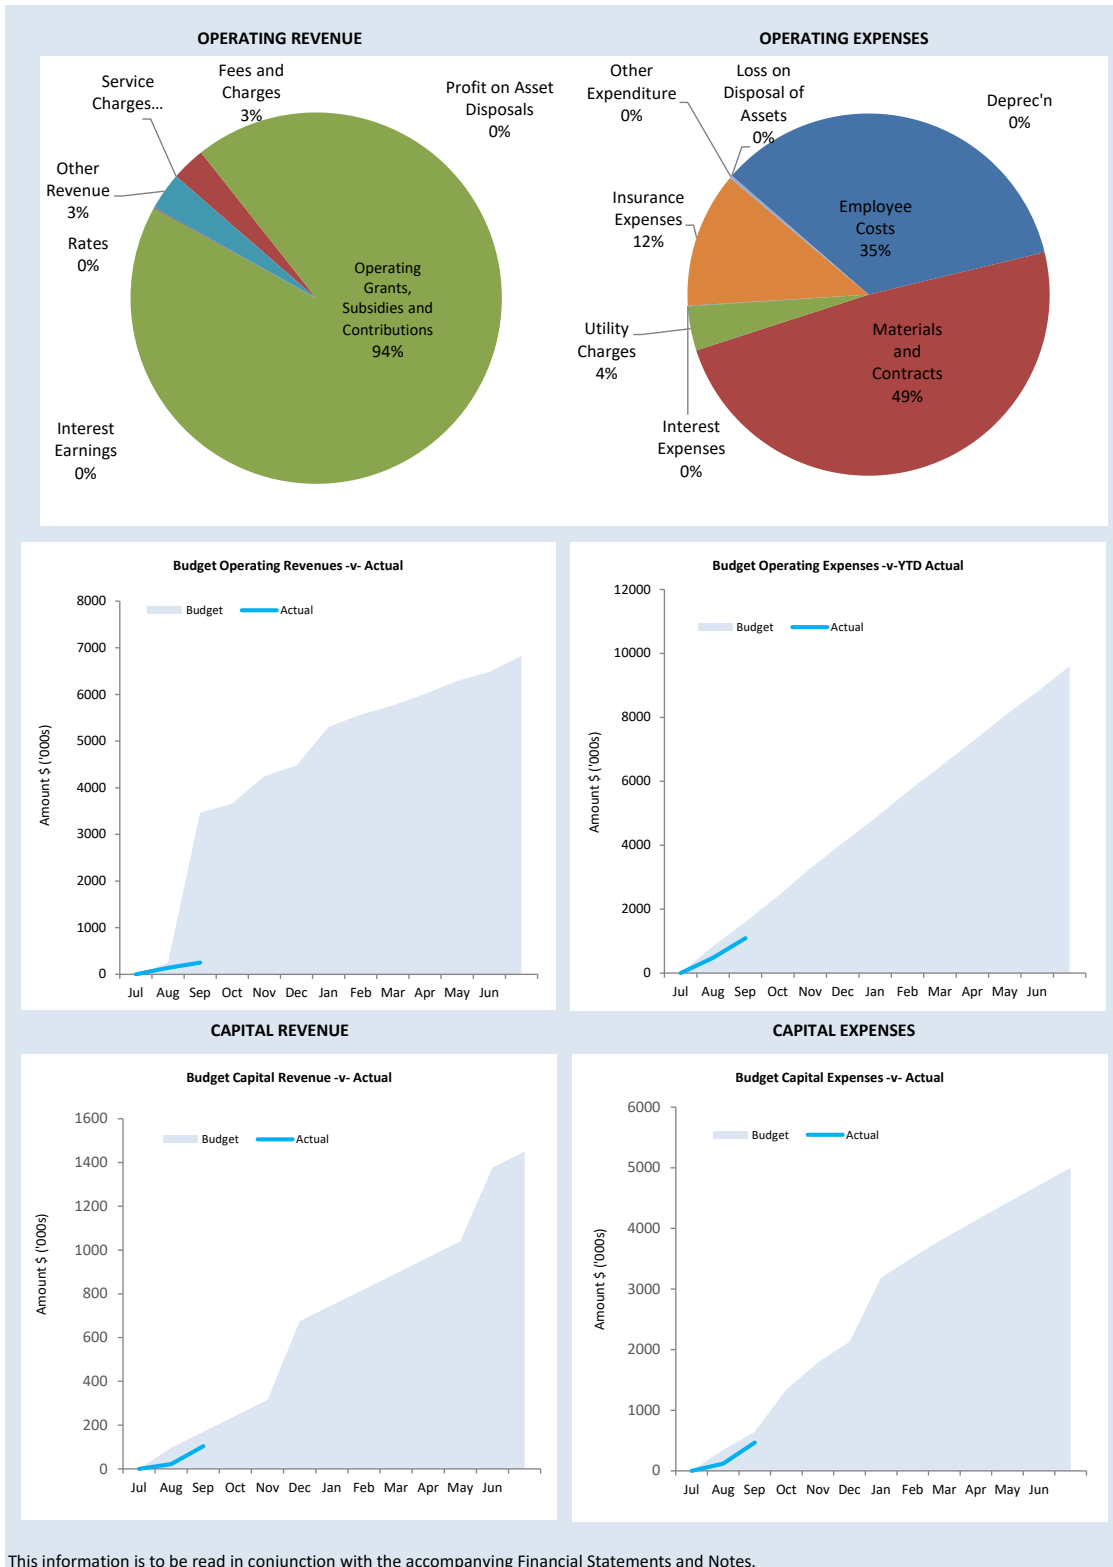 OPERATING REVENUE
OPERATING EXPENSES
Fees and
Charges
3%
Service
Charges...
Profit on Asset
Disposals
0%
Other
Revenue
3%
Rates
0%
Operating
Grants,
Subsidies and
Contributions
94%
Interest
Earnings
0%
Other
Expenditure
0%
Loss on
Disposal of
Assets
0%
Deprec'n
0%
Insurance
Expenses
12%
Employee
Costs
35%
Utility
Charges
4%
Materials
and
Contracts
49%
Interest
Expenses
0%
Budget Operating Revenues -v- Actual
Budget
Actual
Amount $ ('000s)
8000
7000
6000
5000
4000
3000
2000
1000
0
Jul Aug Sep Oct Nov Dec Jan Feb Mar Apr May Jun
Budget Operating Expenses -v-YTD Actual
Budget
Actual
Amount $ ('000s)
12000
10000
8000
6000
4000
2000
0
Jul Aug Sep Oct Nov Dec Jan Feb Mar Apr May Jun
CAPITAL REVENUE
CAPITAL EXPENSES
Budget Capital Revenue -v- Actual
Budget
Actual
Amount $ ('000s)
1600
1400
1200
1000
800
600
400
200
0
Jul Aug Sep Oct Nov Dec Jan Feb Mar Apr May Jun
Budget Capital Expenses -v- Actual
Budget
Actual
Amount $ ('000s)
6000
5000
4000
3000
2000
1000
0
Jul Aug Sep Oct Nov Dec Jan Feb Mar Apr May Jun
This information is to be read in conjunction with the accompanying Financial Statements and Notes.